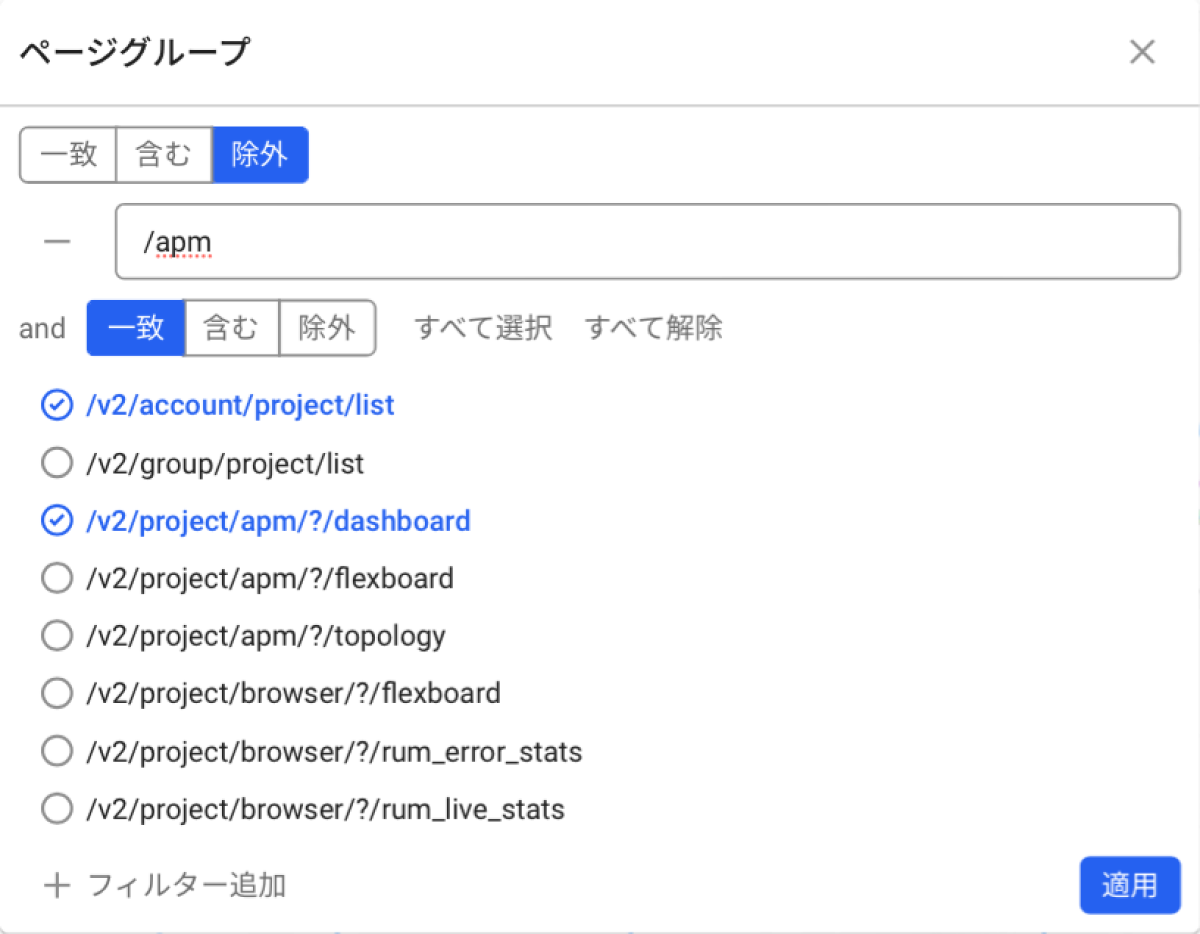 ページグループ
一致 含む 除外
/apm
and 一致 含む 除外 すべて選択 すべて解除
/v2/account/project/list
/v2/group/project/list
/v2/project/apm/?/dashboard
/v2/project/apm/?/flexboard
/v2/project/apm/?/topology
/v2/project/browser/?/flexboard
/v2/project/browser/?/rum_error_stats
/v2/project/browser/?/rum_live_stats
フィルター追加 適用